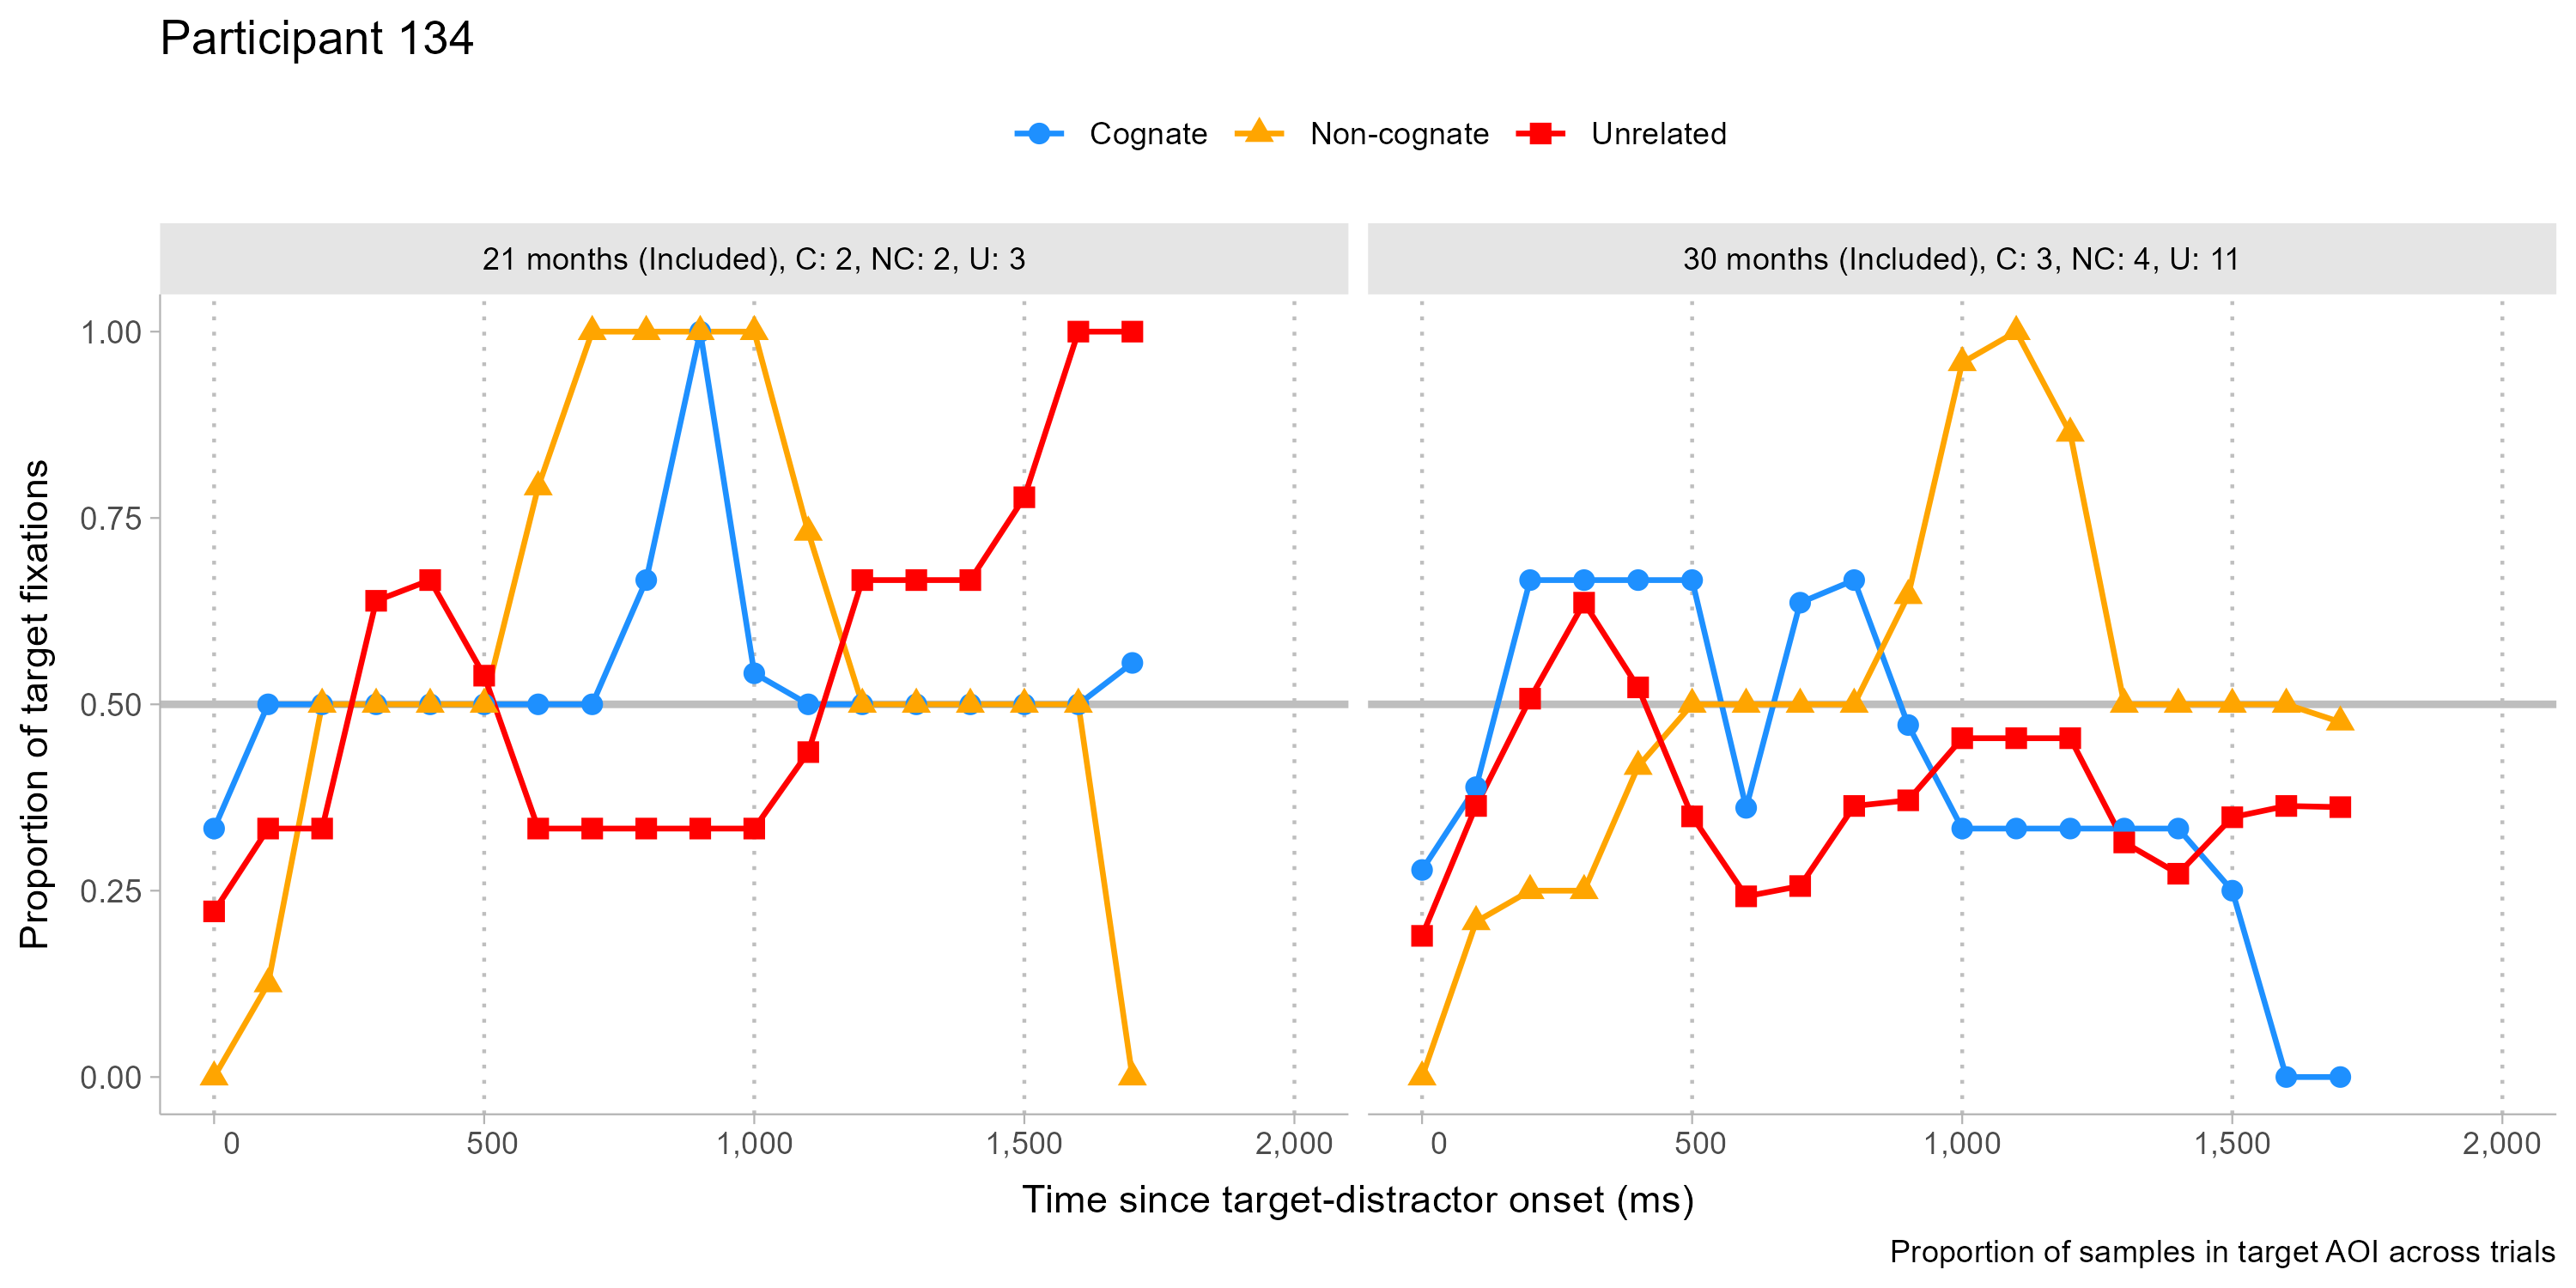 Participant 134
Cognate Non-cognate Unrelated
21 months (Included), C: 2, NC: 2, U: 3
30 months (Included), C: 3, NC: 4, U: 11
Proportion of target fixations
1.00
0.75
0.50
0.25
0.00
0 500 1,000 1,500 2,000
0 500 1,000 1,500 2,000
Time since target-distractor onset (ms)
Proportion of samples in target AOI across trials